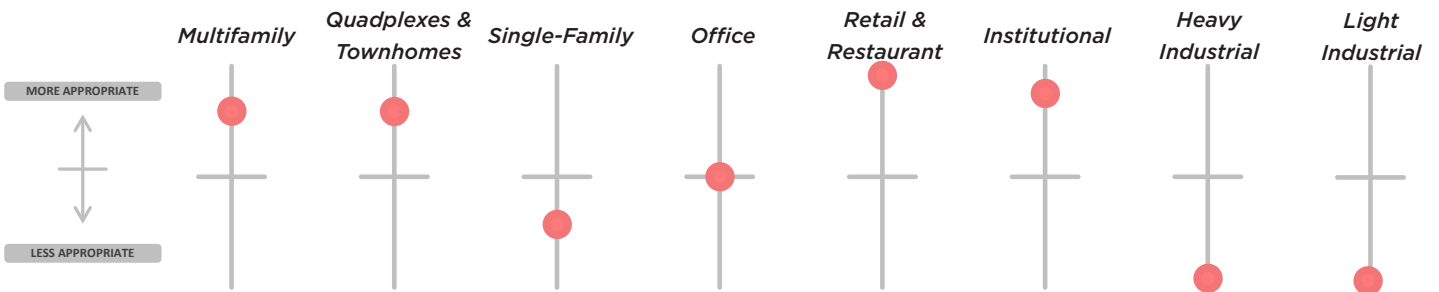 Multifamily
Quadplexes &
Townhomes
Single-Family
Office
Retail &
Restaurant
Institutional
Heavy
Industrial
Light
Industrial
MORE APPROPRIATE
LESS APPROPRIATE